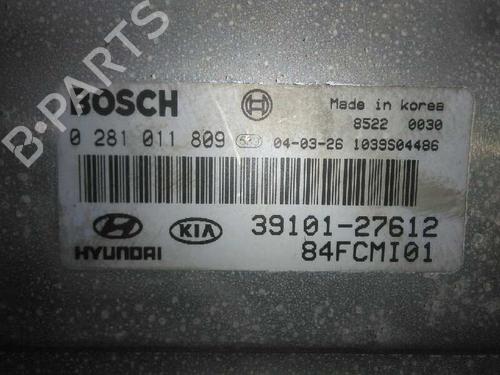 B-PARTS
BOSCH
Made in korea
8522 0030
0 281 011 809 04-03-26 1039S04486
HYUNDAI KIA 39101-27612
84FCMI01